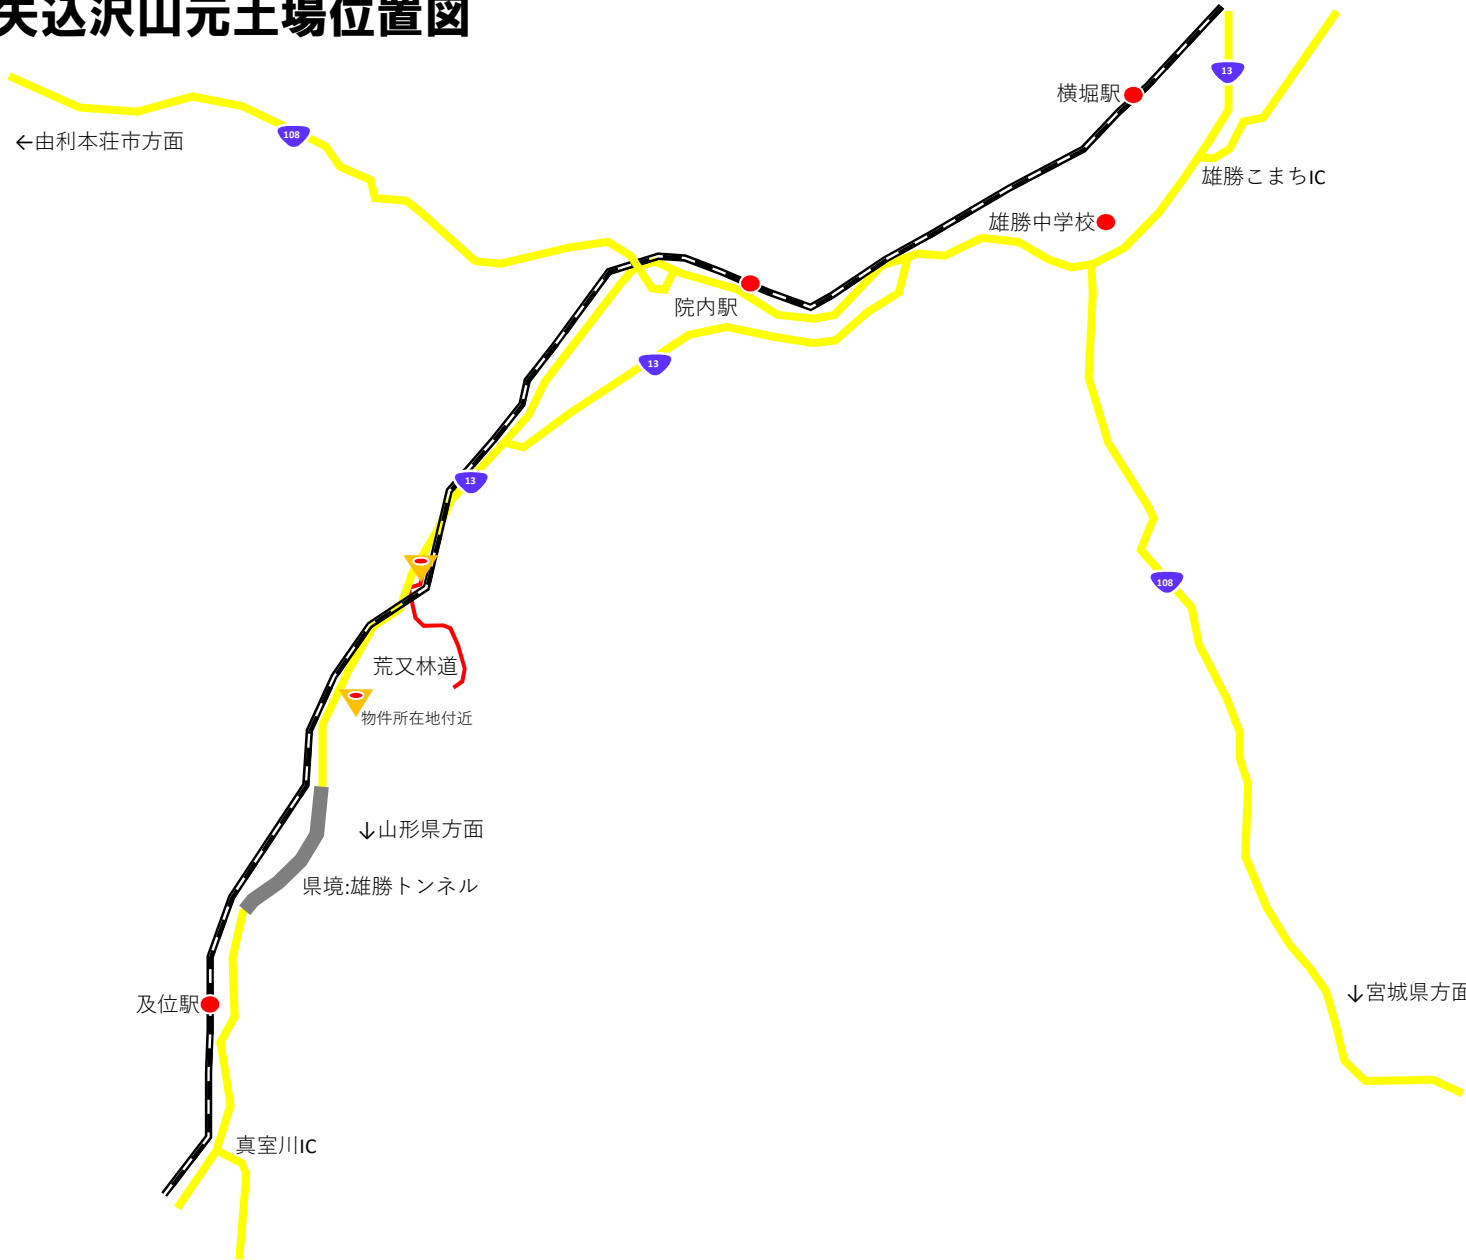 矢込沢山元土場位置図
横堀駅
13
108
←由利本荘市方面
雄勝こまちIC
雄勝中学校
院内駅
13
13
108
荒又林道
物件所在地付近
↓山形県方面
県境:雄勝トンネル
↓宮城県方面
及位駅
真室川IC